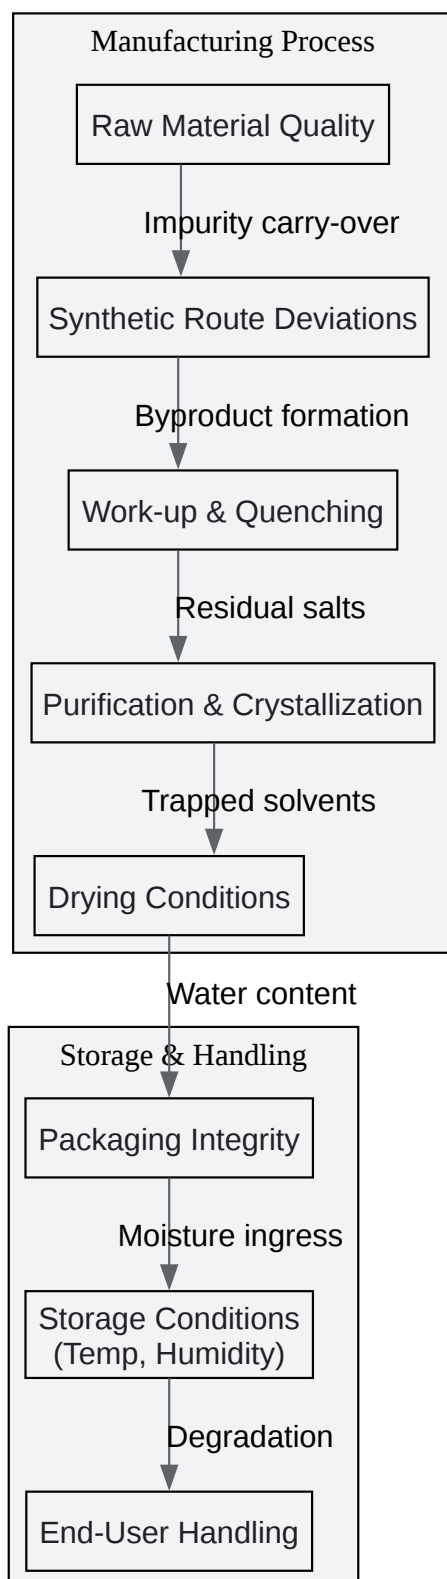 Manufacturing Process
Raw Material Quality
Impurity carry-over
Synthetic Route Deviations
Byproduct formation
Work-up & Quenching
Residual salts
Purification & Crystallization
Trapped solvents
Drying Conditions
Water content
Storage & Handling
Packaging Integrity
Moisture ingress
Storage Conditions
(Temp, Humidity)
Degradation
End-User Handling